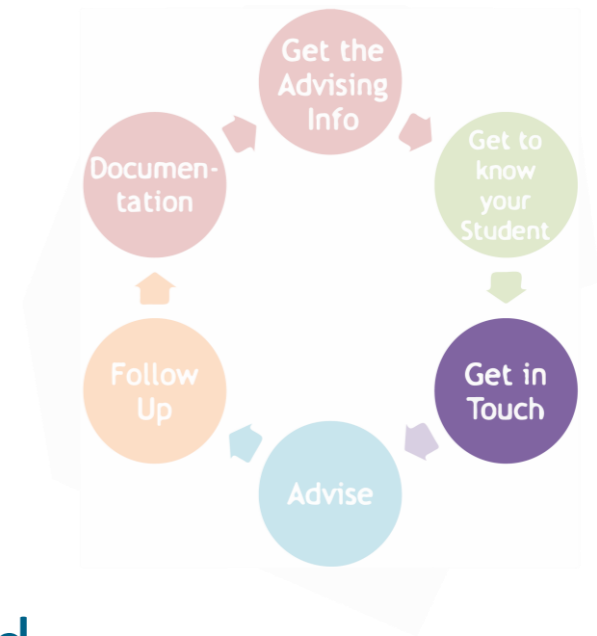 Get the
Advising
Info
Get to
know
your
Student
Get in
Touch
Advise
Follow
Up
Documen-
tation
d